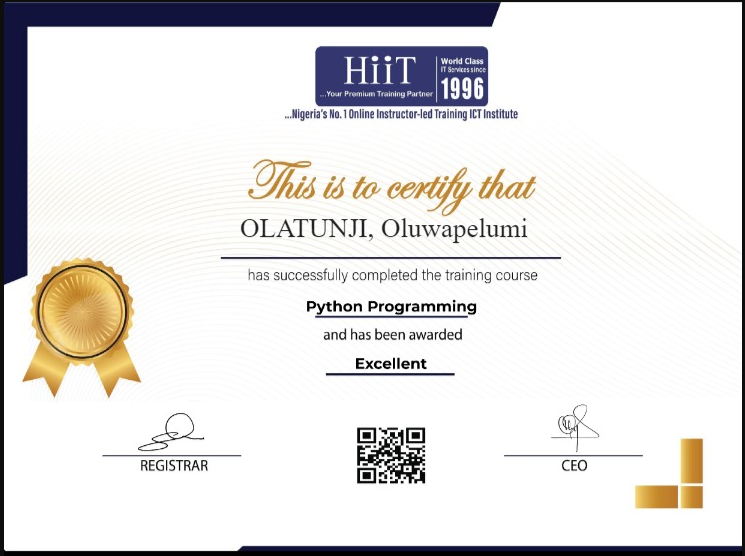 HiiT
...Your Premium Training Partner
World Class
IT Services since
1996
...Nigeria's No. 1 Online Instructor-led Training ICT Institute
This is to certify that
OLATUNJI, Oluwapelumi
has successfully completed the training course
Python Programming
and has been awarded
Excellent
REGISTRAR
CEO